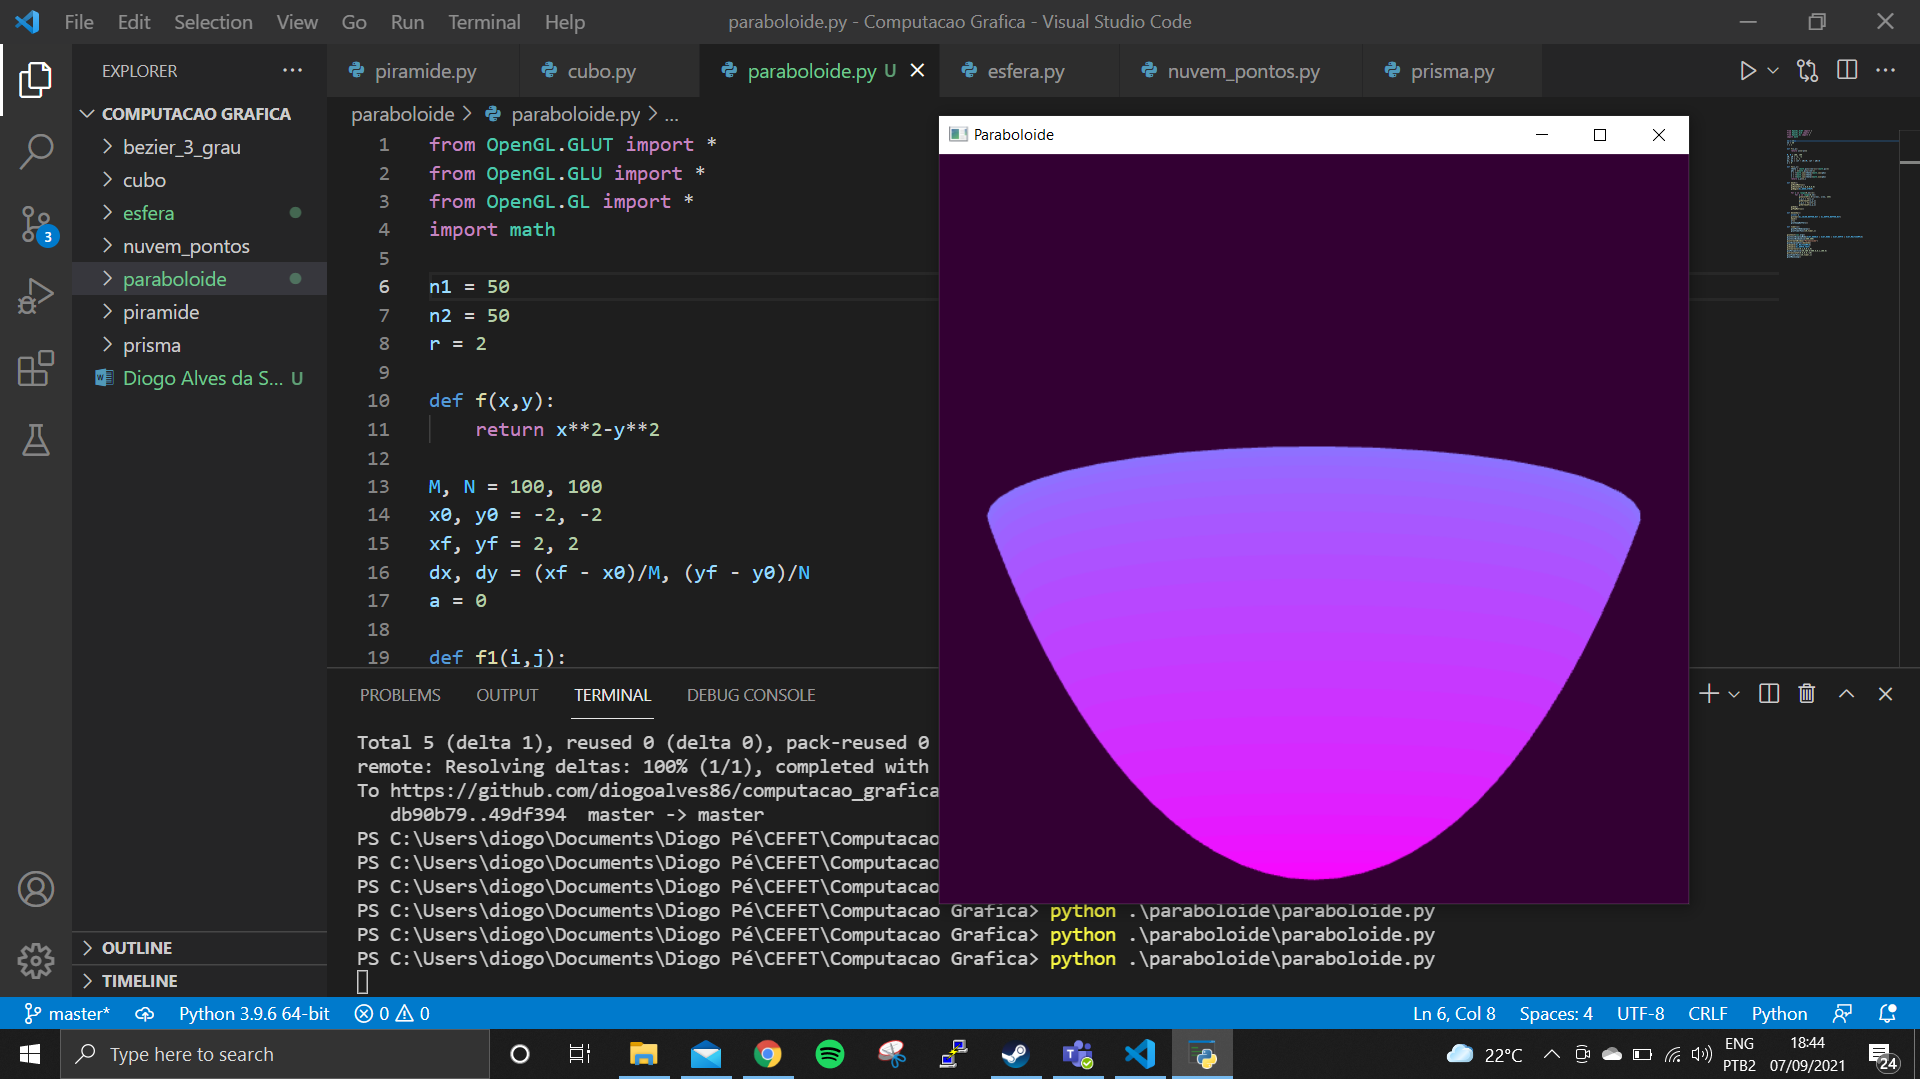 File Edit Selection View Go Run Terminal Help
paraboloide.py - Computacao Grafica - Visual Studio Code
EXPLORER
COMPUTACAO GRAFICA
bezier_3_grau
cubo
esfera
nuvem_pontos
paraboloide
piramide
prisma
Diogo Alves da S... U
OUTLINE
TIMELINE
3
piramide.py cubo.py paraboloide.py U esfera.py nuvem_pontos.py prisma.py
paraboloide > paraboloide.py > ...
1 from OpenGL.GLUT import *
2 from OpenGL.GLU import *
3 from OpenGL.GL import *
4 import math
5
6 n1 = 50
7 n2 = 50
8 r = 2
9
10 def f(x,y):
11 return x**2-y**2
12
13 M, N = 100, 100
14 x0, y0 = -2, -2
15 xf, yf = 2, 2
16 dx, dy = (xf - x0)/M, (yf - y0)/N
17 a = 0
18
19 def f1(i,j):
Paraboloide
PROBLEMS OUTPUT TERMINAL DEBUG CONSOLE
Total 5 (delta 1), reused 0 (delta 0), pack-reused 0
remote: Resolving deltas: 100% (1/1), completed with
To https://github.com/diogoalves86/computacao_grafica
db90b79..49df394 master -> master
PS C:\Users\diogo\Documents\Diogo Pé\CEFET\Computacao
PS C:\Users\diogo\Documents\Diogo Pé\CEFET\Computacao
PS C:\Users\diogo\Documents\Diogo Pé\CEFET\Computacao
PS C:\Users\diogo\Documents\Diogo Pé\CEFET\Computacao Grafica> python .\paraboloide\paraboloide.py
PS C:\Users\diogo\Documents\Diogo Pé\CEFET\Computacao Grafica> python .\paraboloide\paraboloide.py
PS C:\Users\diogo\Documents\Diogo Pé\CEFET\Computacao Grafica> python .\paraboloide\paraboloide.py
master* Python 3.9.6 64-bit 0 0 Ln 6, Col 8 Spaces: 4 UTF-8 CRLF Python
Type here to search
22°C
ENG
PTB2
18:44
07/09/2021
24